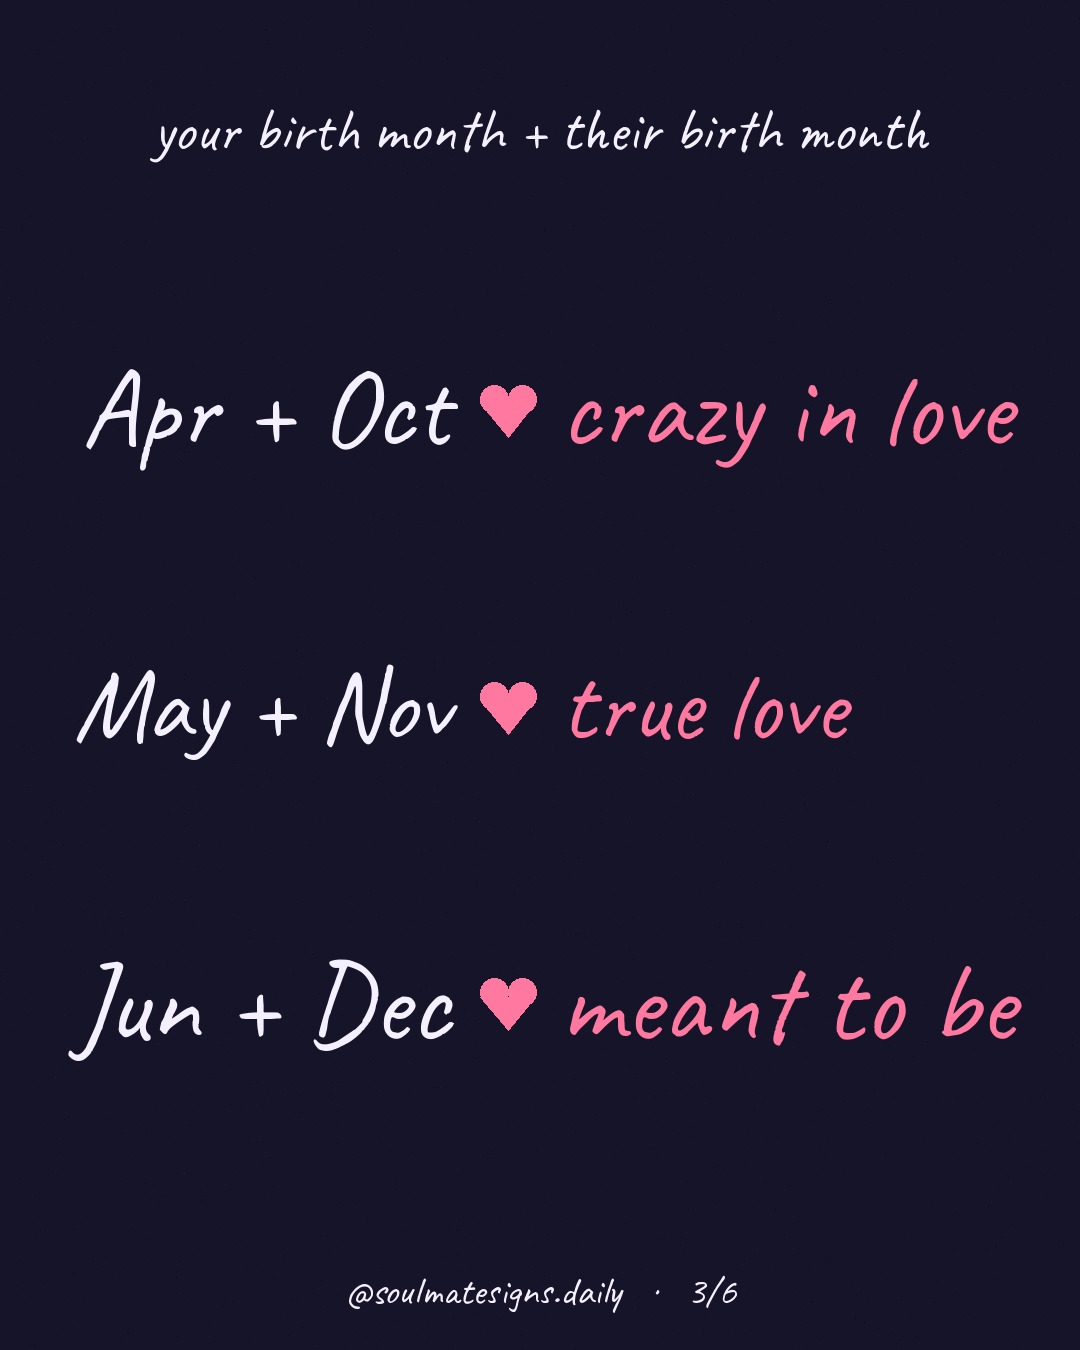 your birth month + their birth month
Apr + Oct ♥ crazy in love
May + Nov ♥ true love
Jun + Dec ♥ meant to be
@soulmatesigns.daily · 3/6